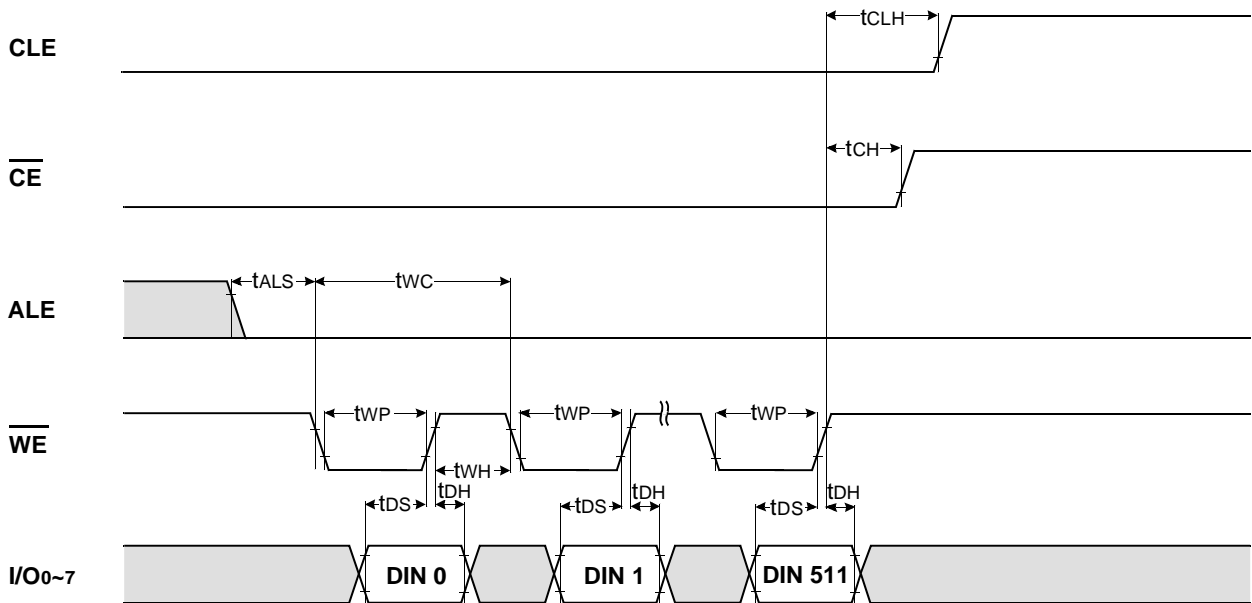 CLE
tCLH
CE
tCH
ALE
tALS
tWC
WE
tWP
tWP
tWP
tWH
tDS
tDH
tDS
tDH
tDS
tDH
I/O0~7
DIN 0
DIN 1
DIN 511